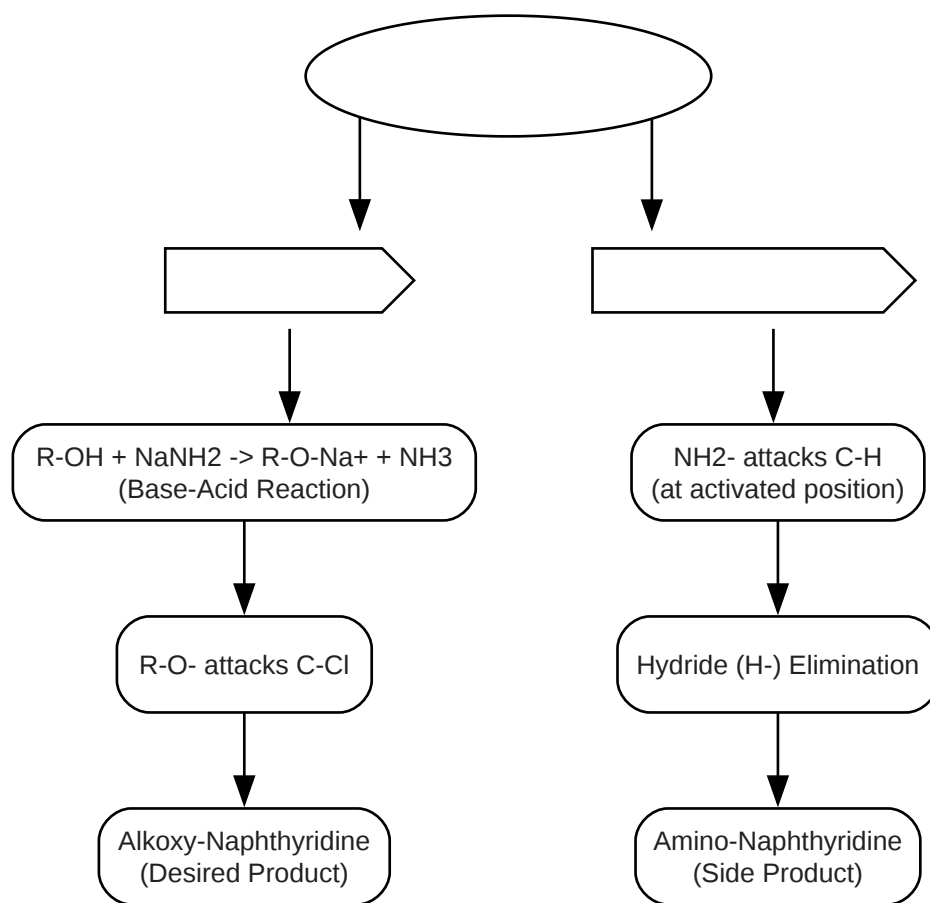 R-OH + NaNH2 -> R-O-Na+ + NH3
(Base-Acid Reaction)
NH2- attacks C-H
(at activated position)
R-O- attacks C-Cl
Hydride (H-) Elimination
Alkoxy-Naphthyridine
(Desired Product)
Amino-Naphthyridine
(Side Product)